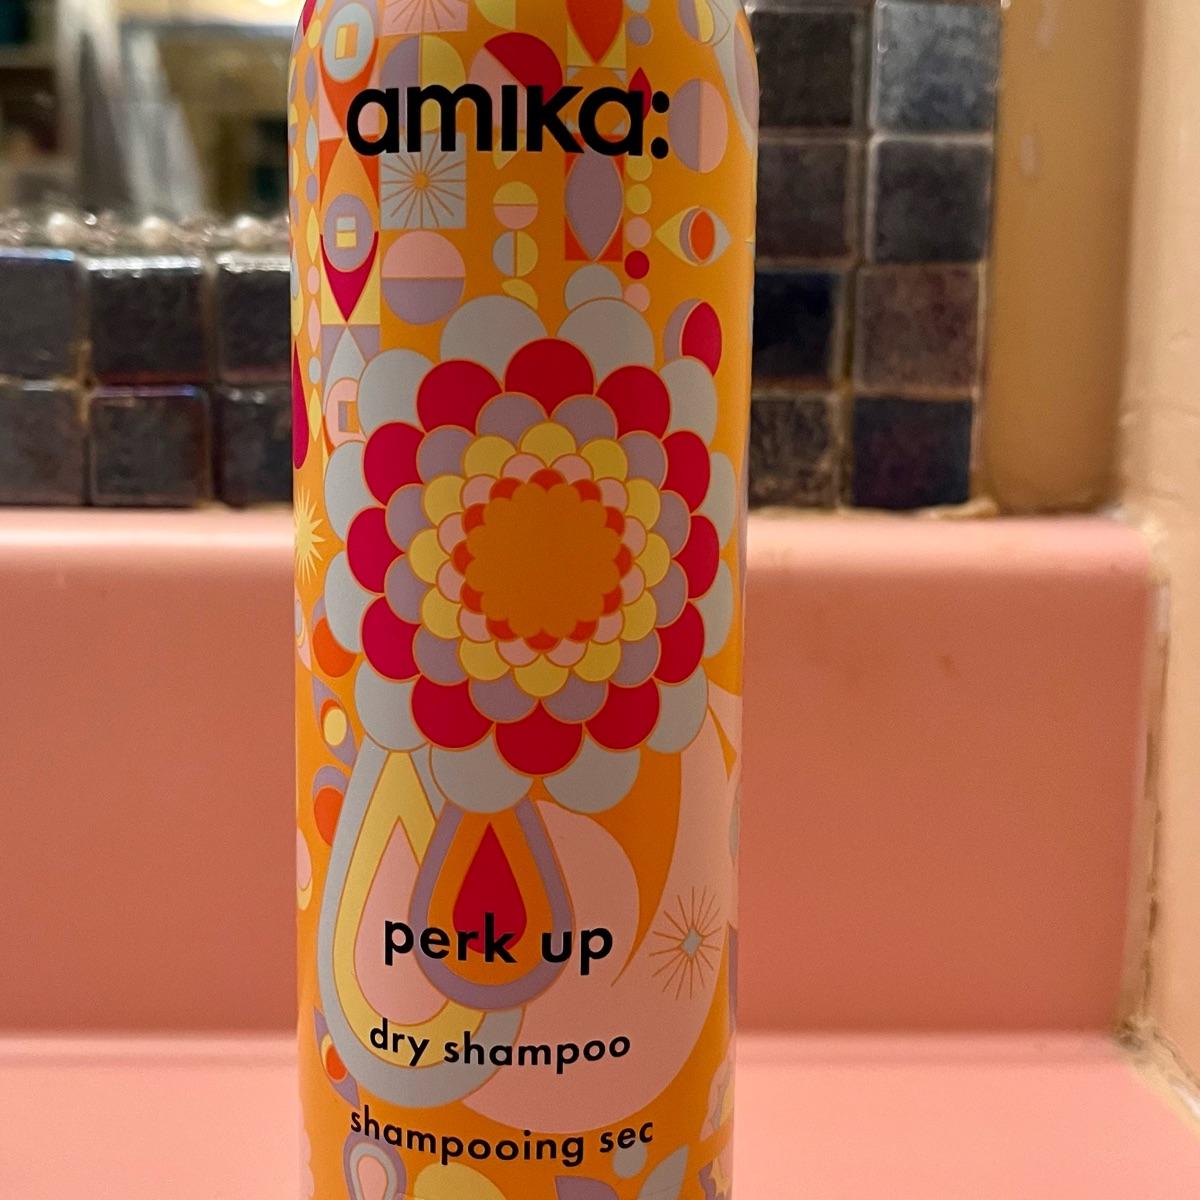 amika:
perk up
dry shampoo
shampooing sec